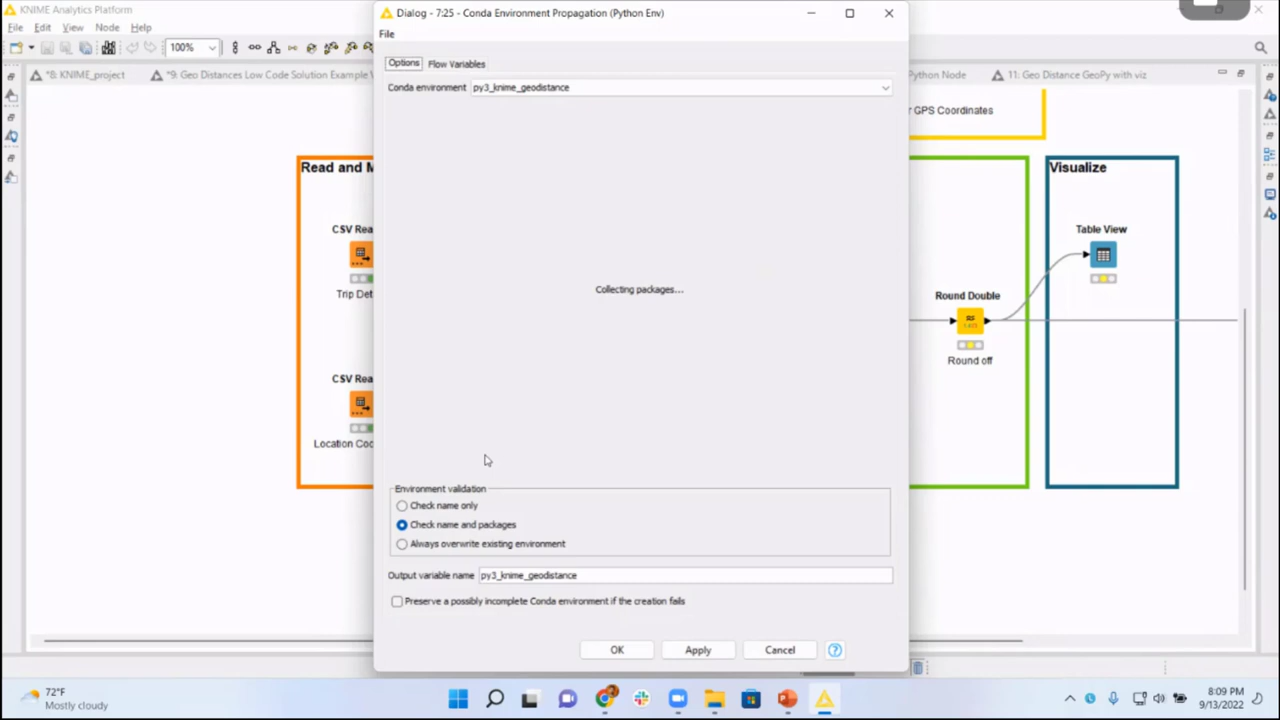 KNIME Analytics Platform
Dialog - 7:25 - Conda Environment Propagation (Python Env)
File Edit View Node Help
File
100%
Options Flow Variables
*8: KNIME_project
*9: Geo Distances Low Code Solution Example
Python Node
11: Geo Distance GeoPy with viz
Conda environment py3_knime_geodistance
GPS Coordinates
Read and M
Visualize
CSV Rea
Table View
Collecting packages...
Trip Det
Round Double
Round off
CSV Rea
Location Coo
Environment validation
Check name only
Check name and packages
Always overwrite existing environment
Output variable name py3_knime_geodistance
Preserve a possibly incomplete Conda environment if the creation fails
OK Apply Cancel ?
72°F
Mostly cloudy
8:09 PM
9/13/2022